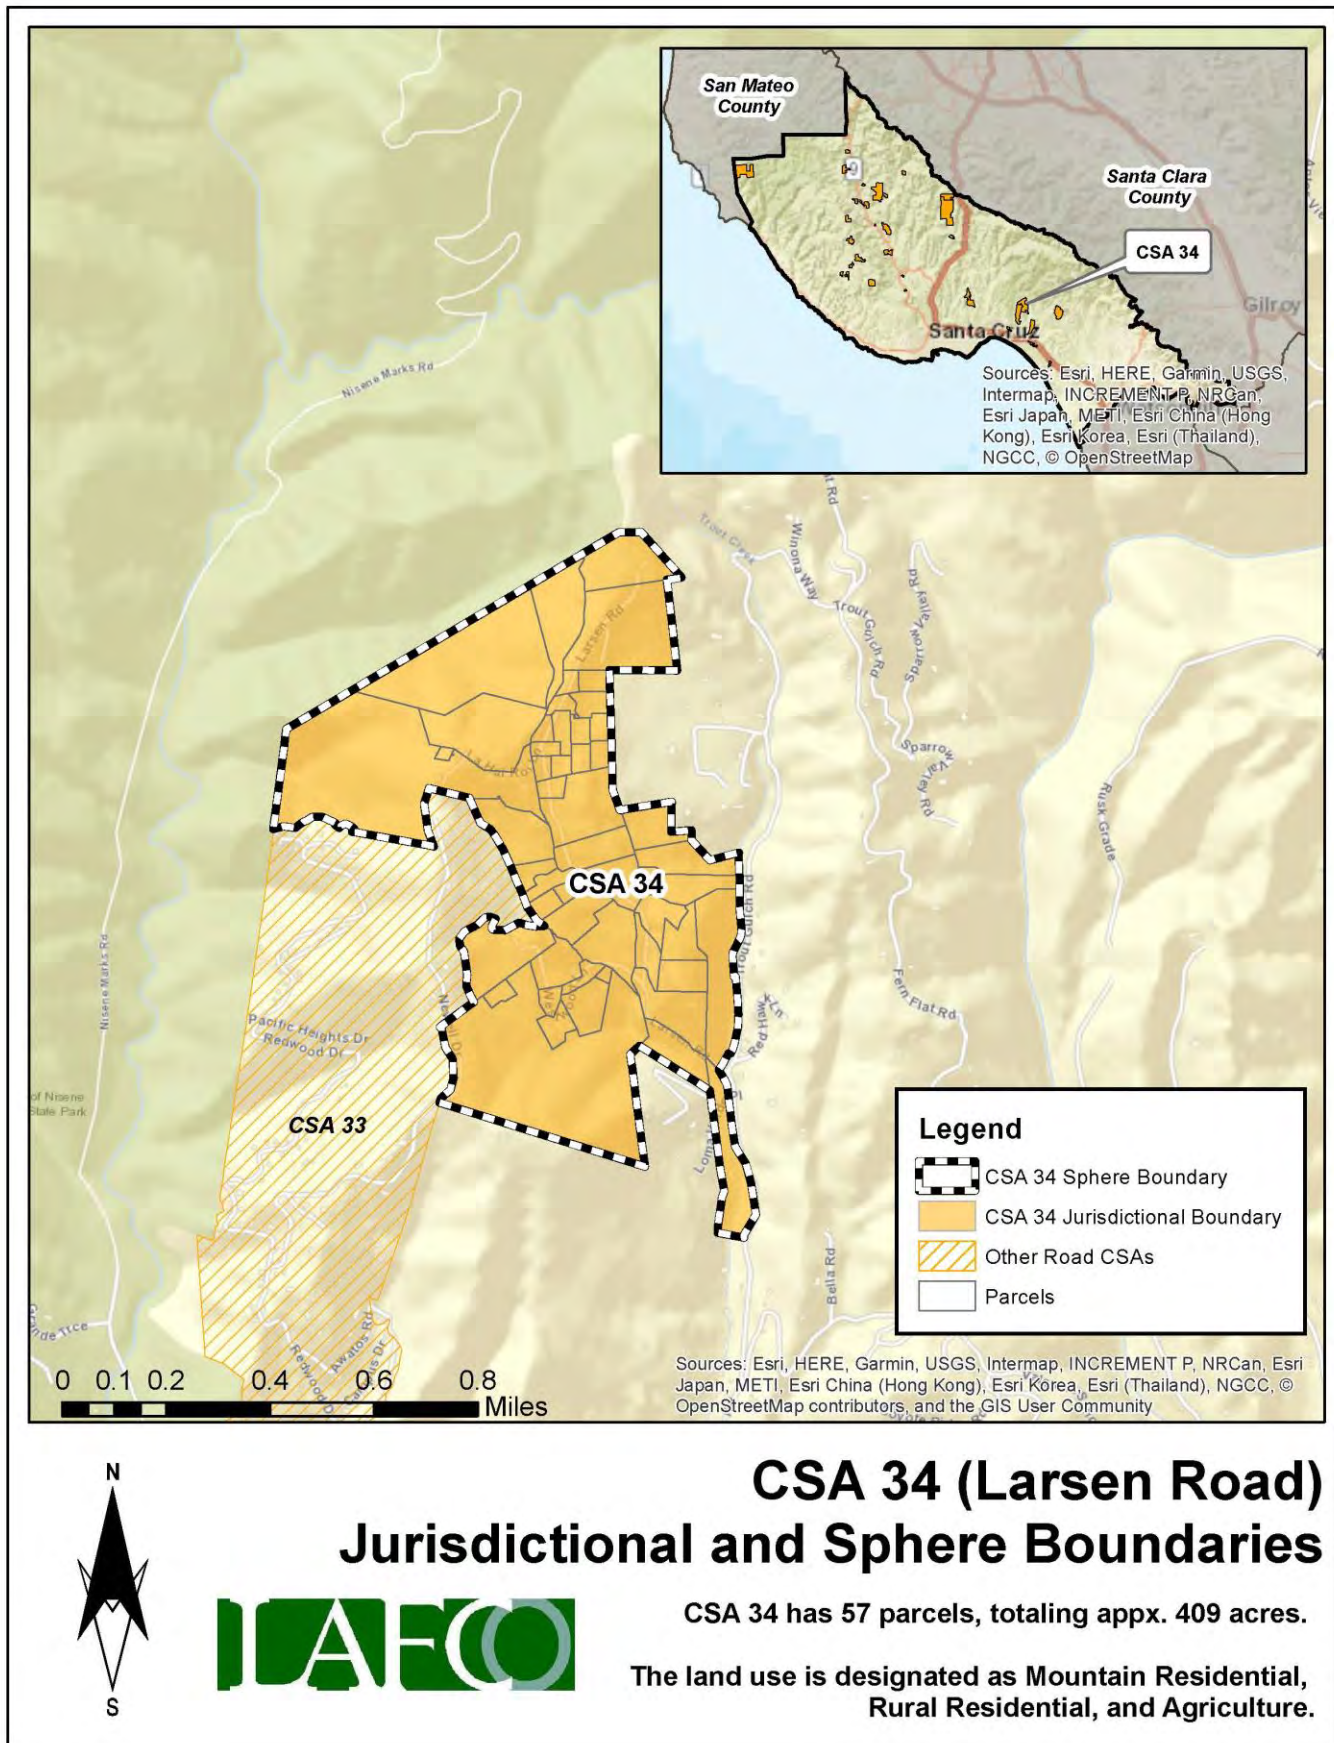 San Mateo
County
9
Santa Clara
County
CSA 34
Gilroy
Santa Cruz
Sources: Esri, HERE, Garmin, USGS,
Intermap, INCREMENT P, NRCan,
Esri Japan, METI, Esri China (Hong
Kong), Esri Korea, Esri (Thailand),
NGCC, © OpenStreetMap
Nisene Marks Rd
Trout Creek
Winona Way
Trout Gulch Rd
Sparrow Valley Rd
Larsen Rd
Sparrow
Valley Rd
Rusk Grade
CSA 34
Trout Gulch Rd
Nisene Marks Rd
Fern Flat Rd
Red Haw
Ln
Larsen Rd
Pacific Heights Dr
Redwood Dr
of Nisene
State Park
CSA 33
Pl
Bella Rd
Awatos Rd
Redwood D
Legend
CSA 34 Sphere Boundary
CSA 34 Jurisdictional Boundary
Other Road CSAs
Parcels
0 0.1 0.2 0.4 0.6 0.8
Miles
Sources: Esri, HERE, Garmin, USGS, Intermap, INCREMENT P, NRCan, Esri
Japan, METI, Esri China (Hong Kong), Esri Korea, Esri (Thailand), NGCC, ©
OpenStreetMap contributors, and the GIS User Community
N
S
CSA 34 (Larsen Road)
Jurisdictional and Sphere Boundaries
LAFCO
CSA 34 has 57 parcels, totaling appx. 409 acres.
The land use is designated as Mountain Residential,
Rural Residential, and Agriculture.